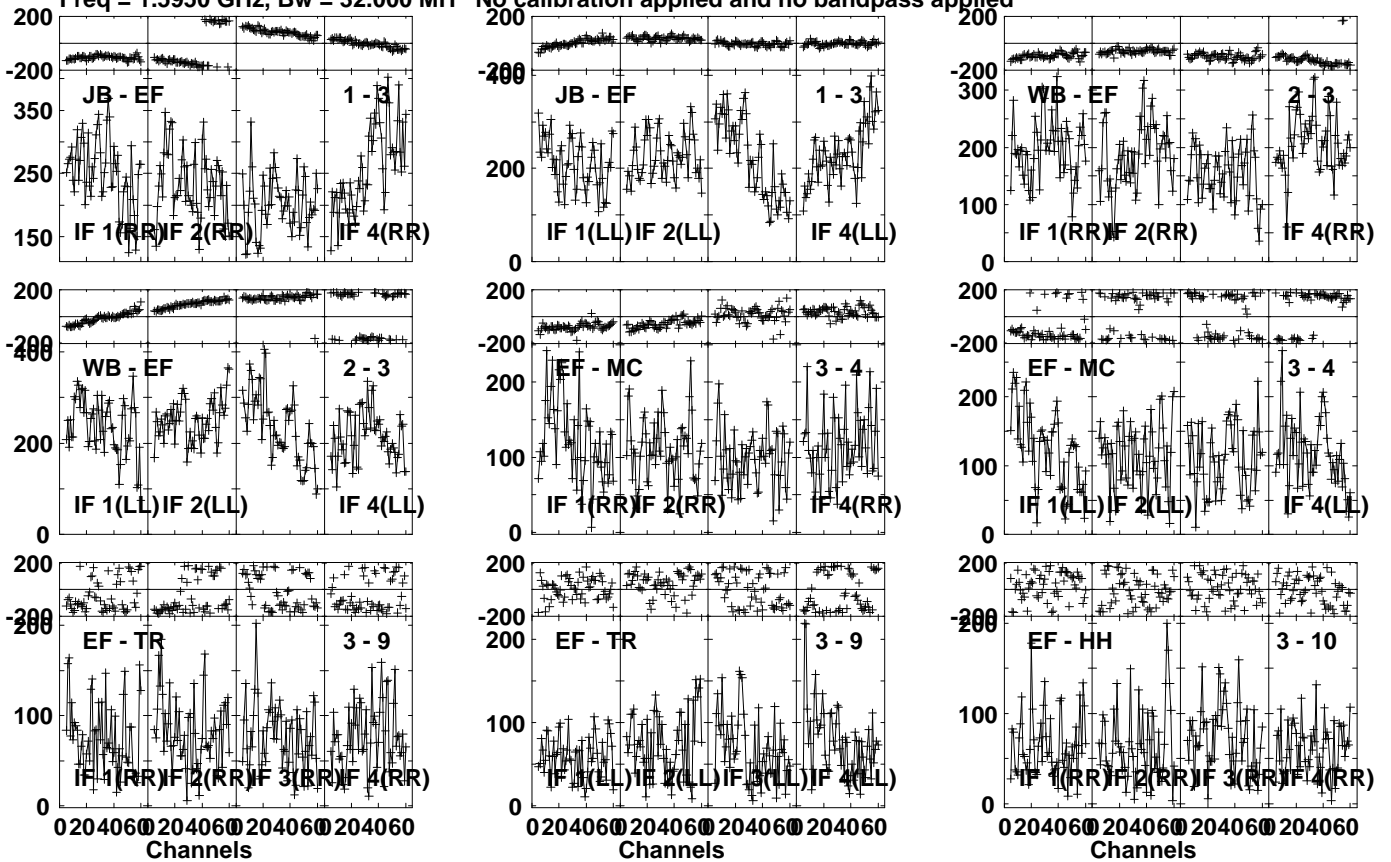 Freq = 1.5950 GHz, Bw = 32.000 MH No calibration applied and no bandpass applied
200
-200
350
250
150
JB - EF 1 - 3
IF 1(RR) IF 2(RR) IF 4(RR)
200
-200
400
200
0
JB - EF 1 - 3
IF 1(LL) IF 2(LL) IF 4(LL)
200
-200
300
200
100
0
WB - EF 2 - 3
IF 1(RR) IF 2(RR) IF 4(RR)
200
-200
400
200
0
WB - EF 2 - 3
IF 1(LL) IF 2(LL) IF 4(LL)
200
-200
200
100
0
EF - MC 3 - 4
IF 1(RR) IF 2(RR) IF 4(RR)
200
-200
200
100
0
EF - MC 3 - 4
IF 1(LL) IF 2(LL) IF 4(LL)
200
-200
200
100
0
EF - TR 3 - 9
IF 1(RR) IF 2(RR) IF 3(RR) IF 4(RR)
0 20 40 60 0 20 40 60 0 20 40 60 0 20 40 60
Channels
200
-200
200
100
0
EF - TR 3 - 9
IF 1(LL) IF 2(LL) IF 3(LL) IF 4(LL)
0 20 40 60 0 20 40 60 0 20 40 60 0 20 40 60
Channels
200
-200
200
100
0
EF - HH 3 - 10
IF 1(RR) IF 2(RR) IF 3(RR) IF 4(RR)
0 20 40 60 0 20 40 60 0 20 40 60 0 20 40 60
Channels